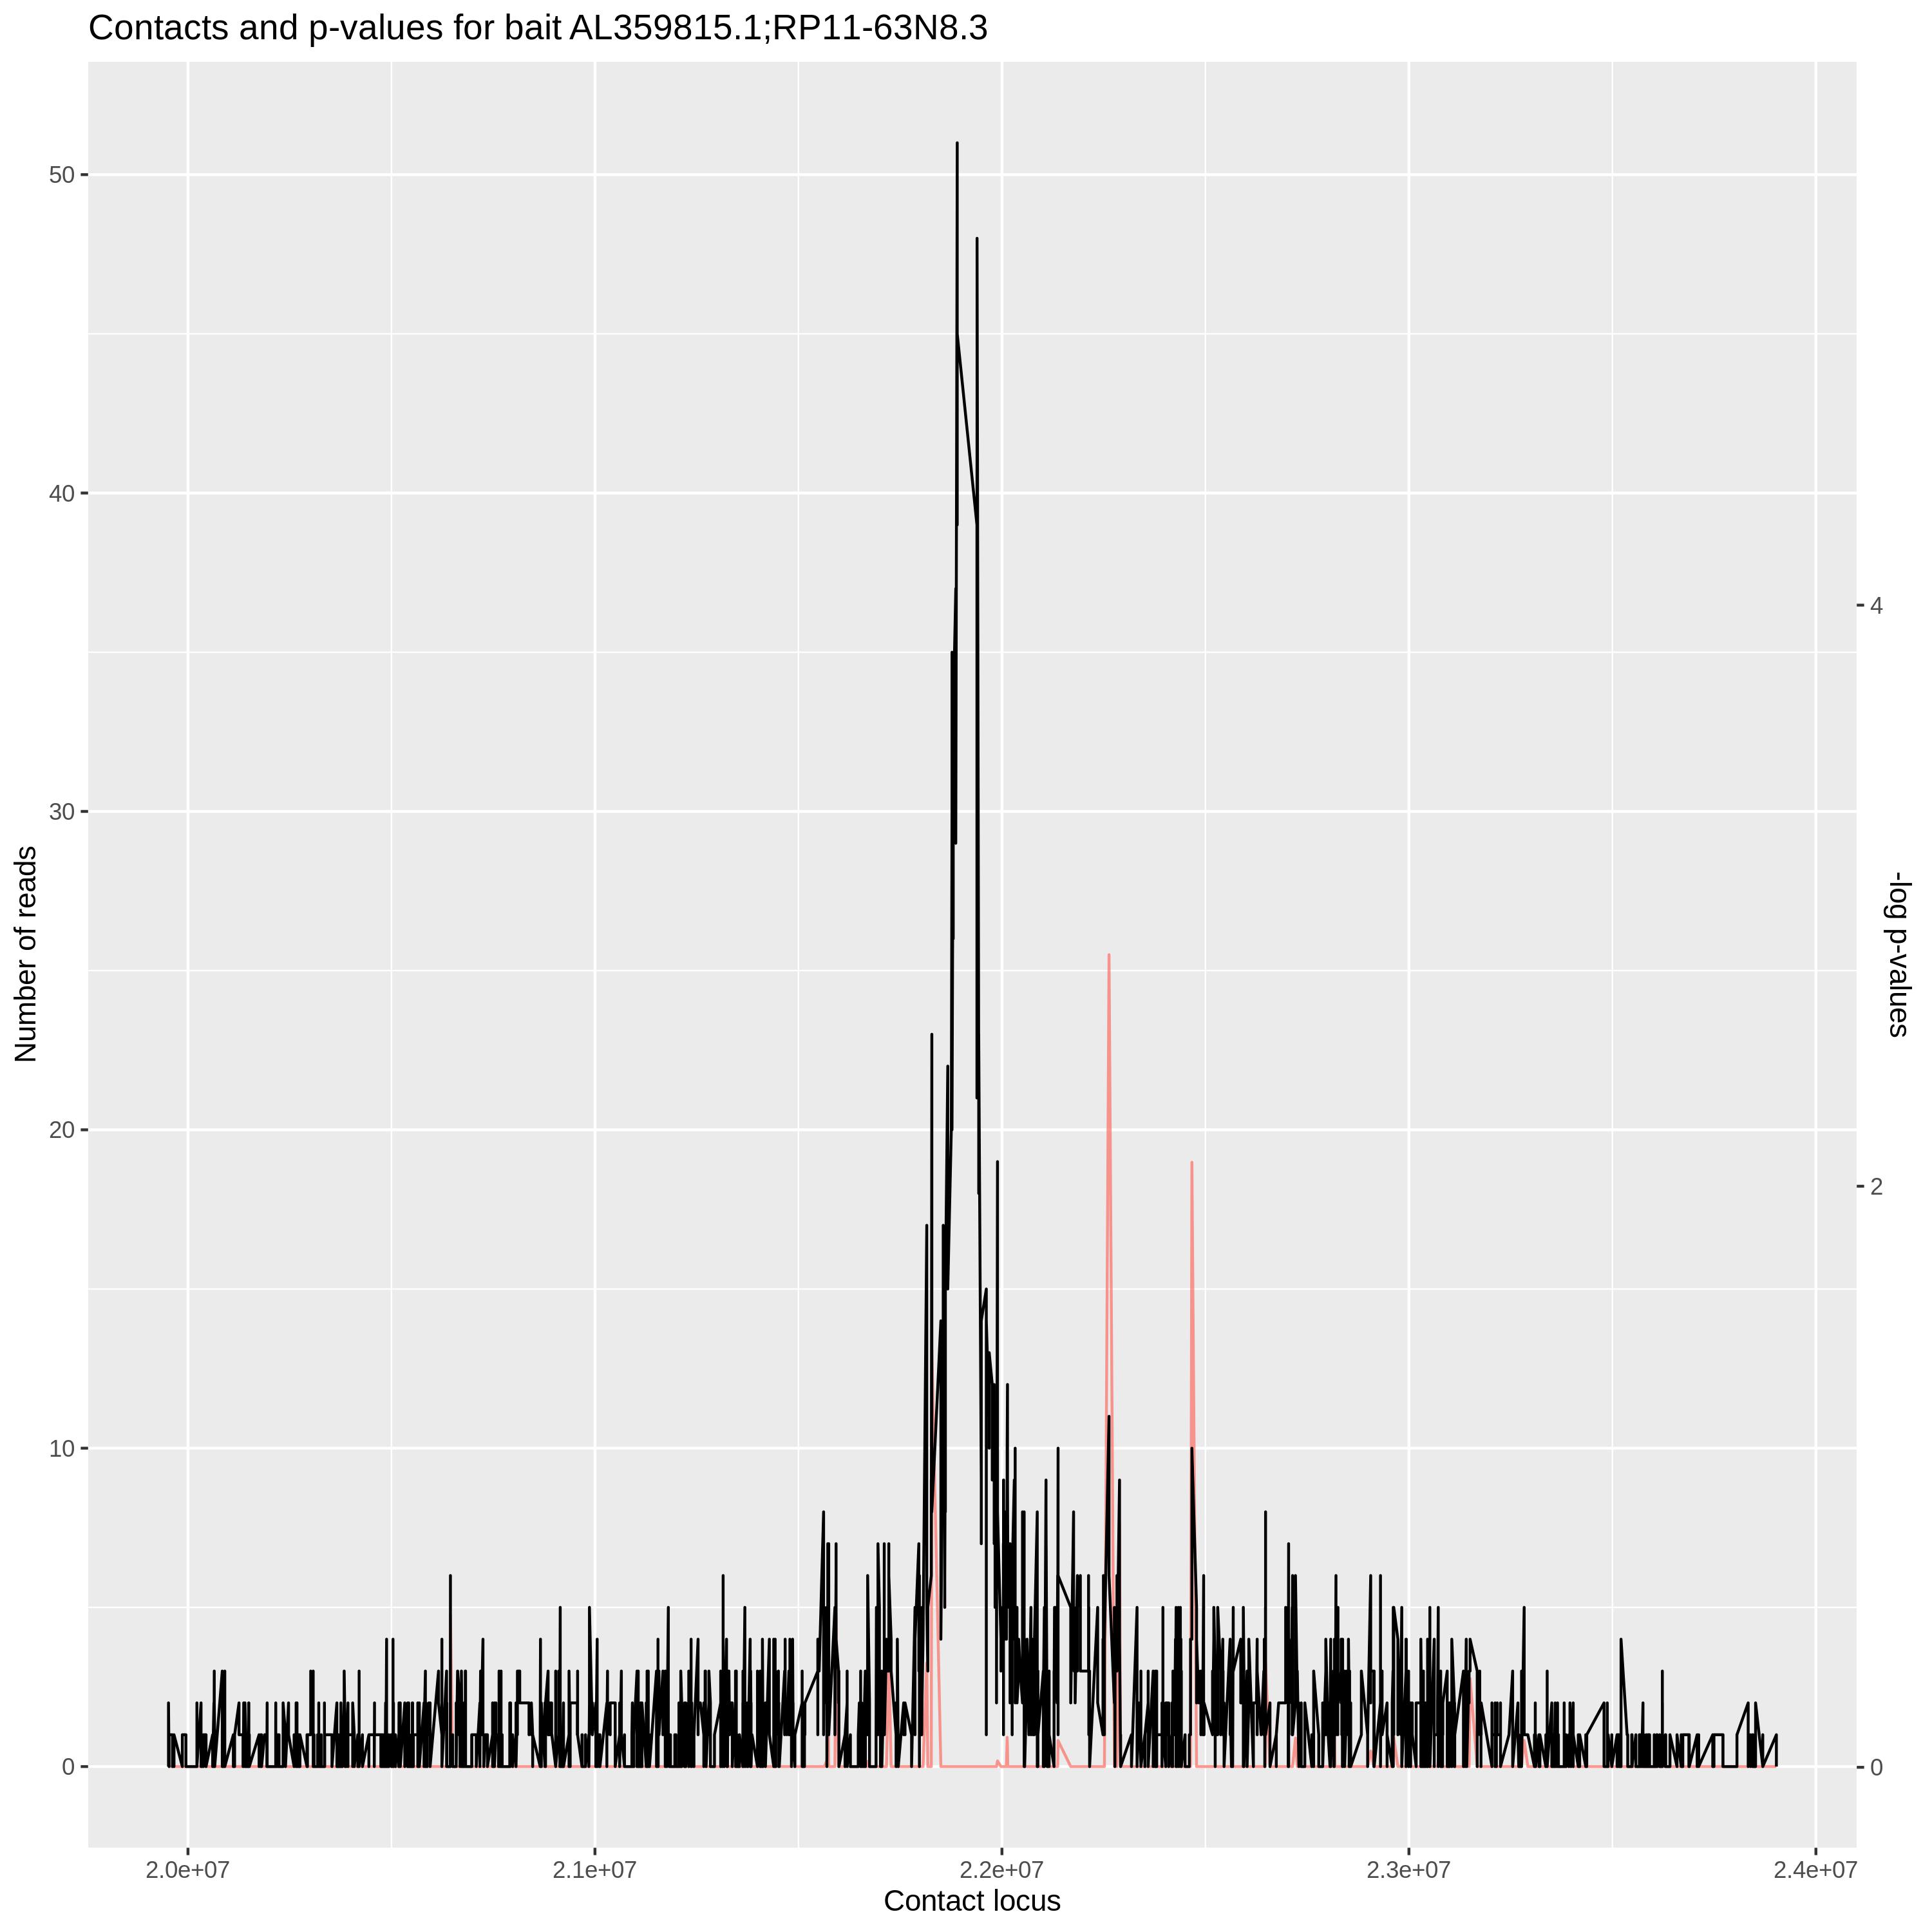 Contacts and p-values for bait AL359815.1;RP11-63N8.3
50
40
30
20
10
0
Number of reads
4
2
0
-log p-values
2.0e+07
2.1e+07
2.2e+07
2.3e+07
2.4e+07
Contact locus